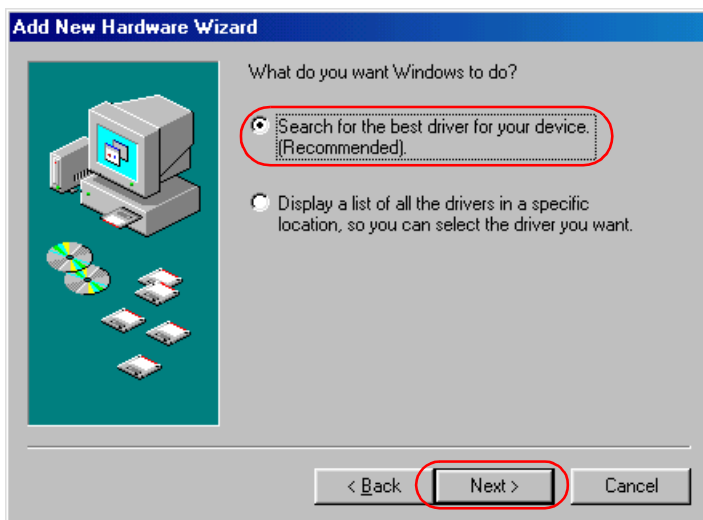 Add New Hardware Wizard
What do you want Windows to do?
Search for the best driver for your device.
(Recommended).
Display a list of all the drivers in a specific
location, so you can select the driver you want.
< Back
Next >
Cancel